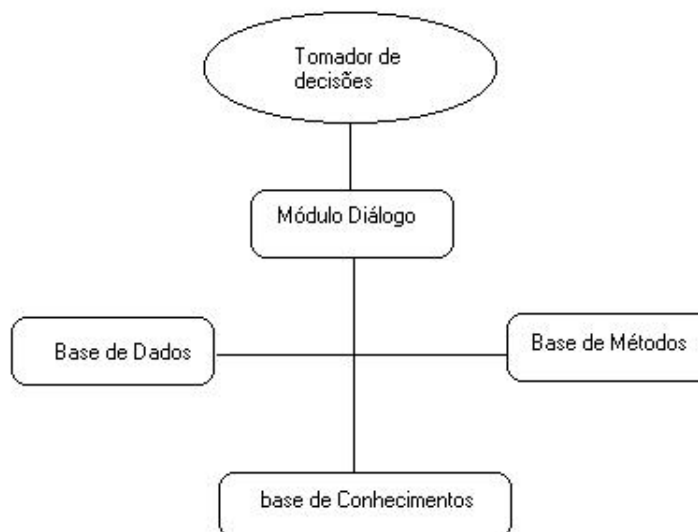 Tomador de
decisões
Módulo Diálogo
Base de Dados
Base de Métodos
base de Conhecimentos